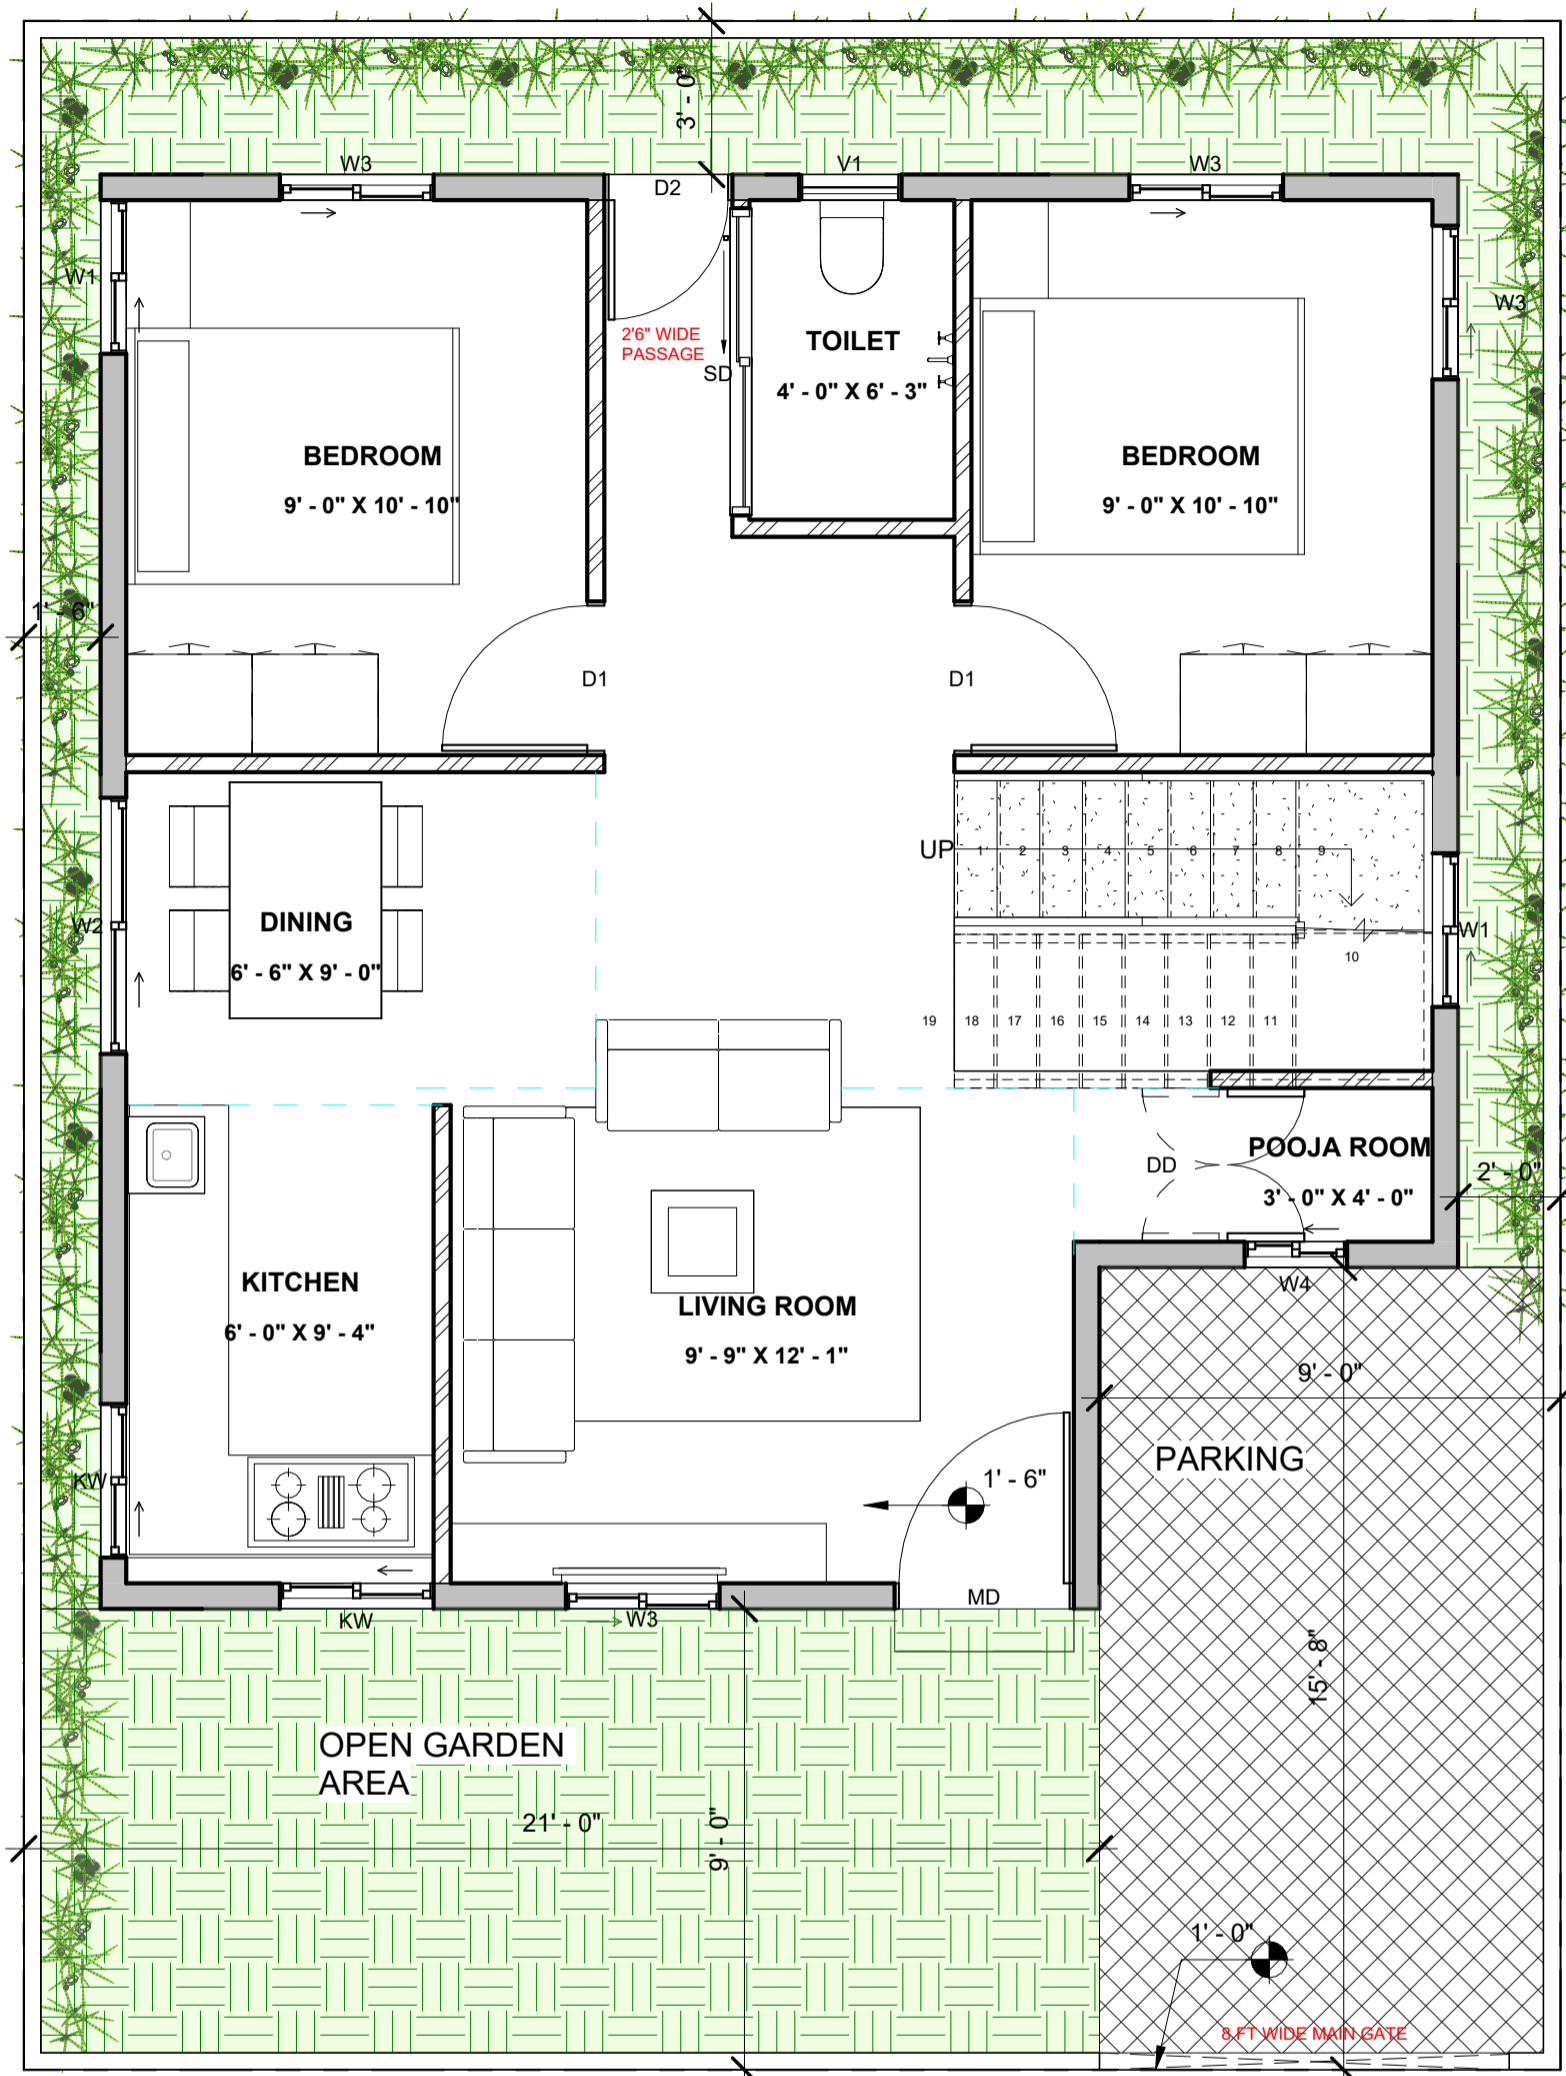 3' - 0"
W3
D2
V1
W3
W1
W3
2'6" WIDE
PASSAGE
SD
TOILET
4' - 0" X 6' - 3"
BEDROOM
9' - 0" X 10' - 10"
BEDROOM
9' - 0" X 10' - 10"
1' - 6"
D1
D1
UP
1 2 3 4 5 6 7 8 9
DINING
6' - 6" X 9' - 0"
W2
W1
10
19 18 17 16 15 14 13 12 11
POOJA ROOM
3' - 0" X 4' - 0"
DD
2' - 0"
KITCHEN
6' - 0" X 9' - 4"
LIVING ROOM
9' - 9" X 12' - 1"
W4
9' - 0"
PARKING
KW
1' - 6"
MD
KW
W3
15' - 8"
OPEN GARDEN
AREA
21' - 0"
9' - 0"
1' - 0"
8 FT WIDE MAIN GATE